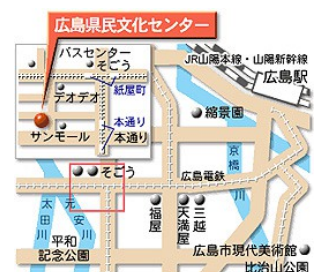 広島県民文化センター
バスセンター
そごう
紙屋町
デオデオ
本通り
サンモール
本通り
JR山陽本線・山陽新幹線
広島駅
縮景園
京橋川
そごう
広島電鉄
太田川
元安川
福屋
天満屋
三越
平和
記念公園
広島市現代美術館
比治山公園